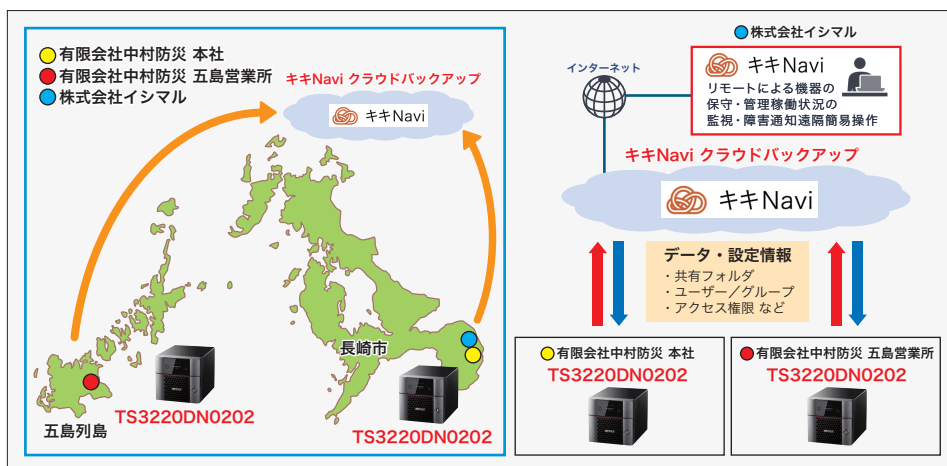 有限会社中村防災 本社
有限会社中村防災 五島営業所
株式会社イシマル
キキNavi クラウドバックアップ
キキNavi
長崎市
五島列島
TS3220DN0202
TS3220DN0202
株式会社イシマル
インターネット
キキNavi
リモートによる機器の
保守・管理稼働状況の
監視・障害通知遠隔簡易操作
キキNavi クラウドバックアップ
キキNavi
データ・設定情報
・共有フォルダ
・ユーザー／グループ
・アクセス権限 など
有限会社中村防災 本社
TS3220DN0202
有限会社中村防災 五島営業所
TS3220DN0202